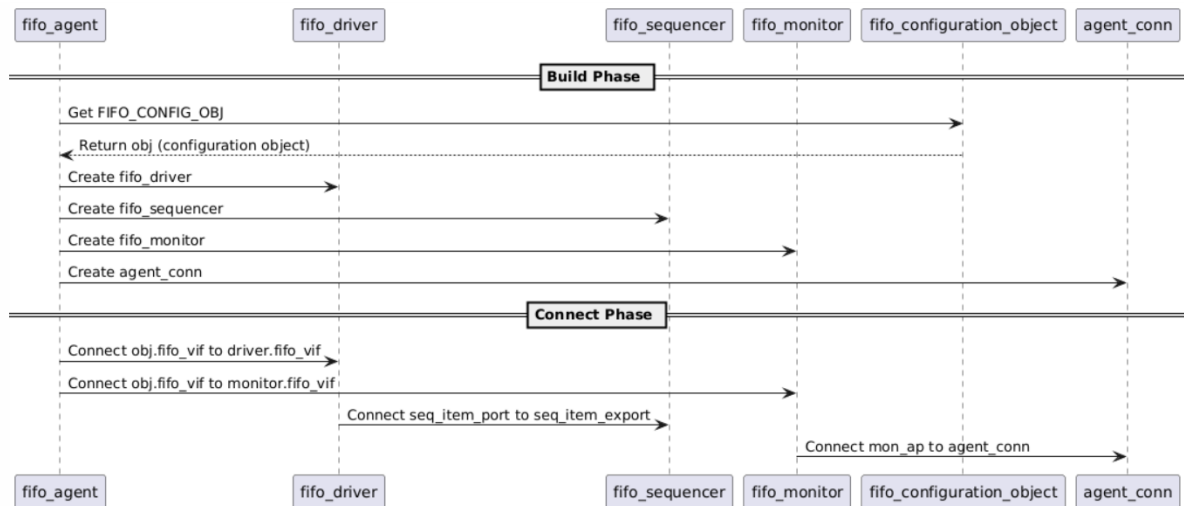 fifo_agent
fifo_driver
fifo_sequencer
fifo_monitor
fifo_configuration_object
agent_conn
Build Phase
Get FIFO_CONFIG_OBJ
Return obj (configuration object)
Create fifo_driver
Create fifo_sequencer
Create fifo_monitor
Create agent_conn
Connect Phase
Connect obj.fifo_vif to driver.fifo_vif
Connect obj.fifo_vif to monitor.fifo_vif
Connect seq_item_port to seq_item_export
Connect mon_ap to agent_conn
fifo_agent
fifo_driver
fifo_sequencer
fifo_monitor
fifo_configuration_object
agent_conn